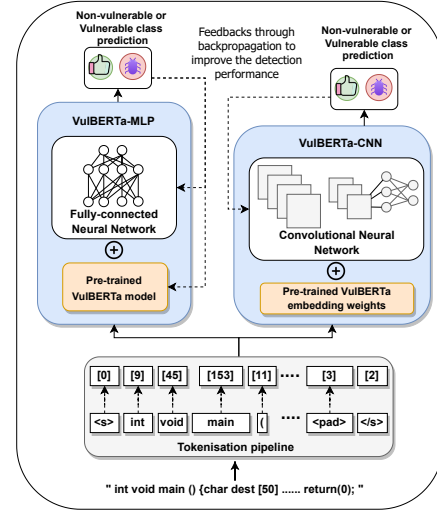 Non-vulnerable or
Vulnerable class
prediction
Feedbacks through
backpropagation to
improve the detection
performance
Non-vulnerable or
Vulnerable class
prediction
VulBERTa-MLP
Fully-connected
Neural Network
+
Pre-trained
VulBERTa model
VulBERTa-CNN
Convolutional Neural
Network
+
Pre-trained VulBERTa
embedding weights
[0] [9] [45] [153] [11] .... [3] [2]
<s> int void main ( .... <pad> </s>
Tokenisation pipeline
" int void main () {char dest [50] ...... return(0); "